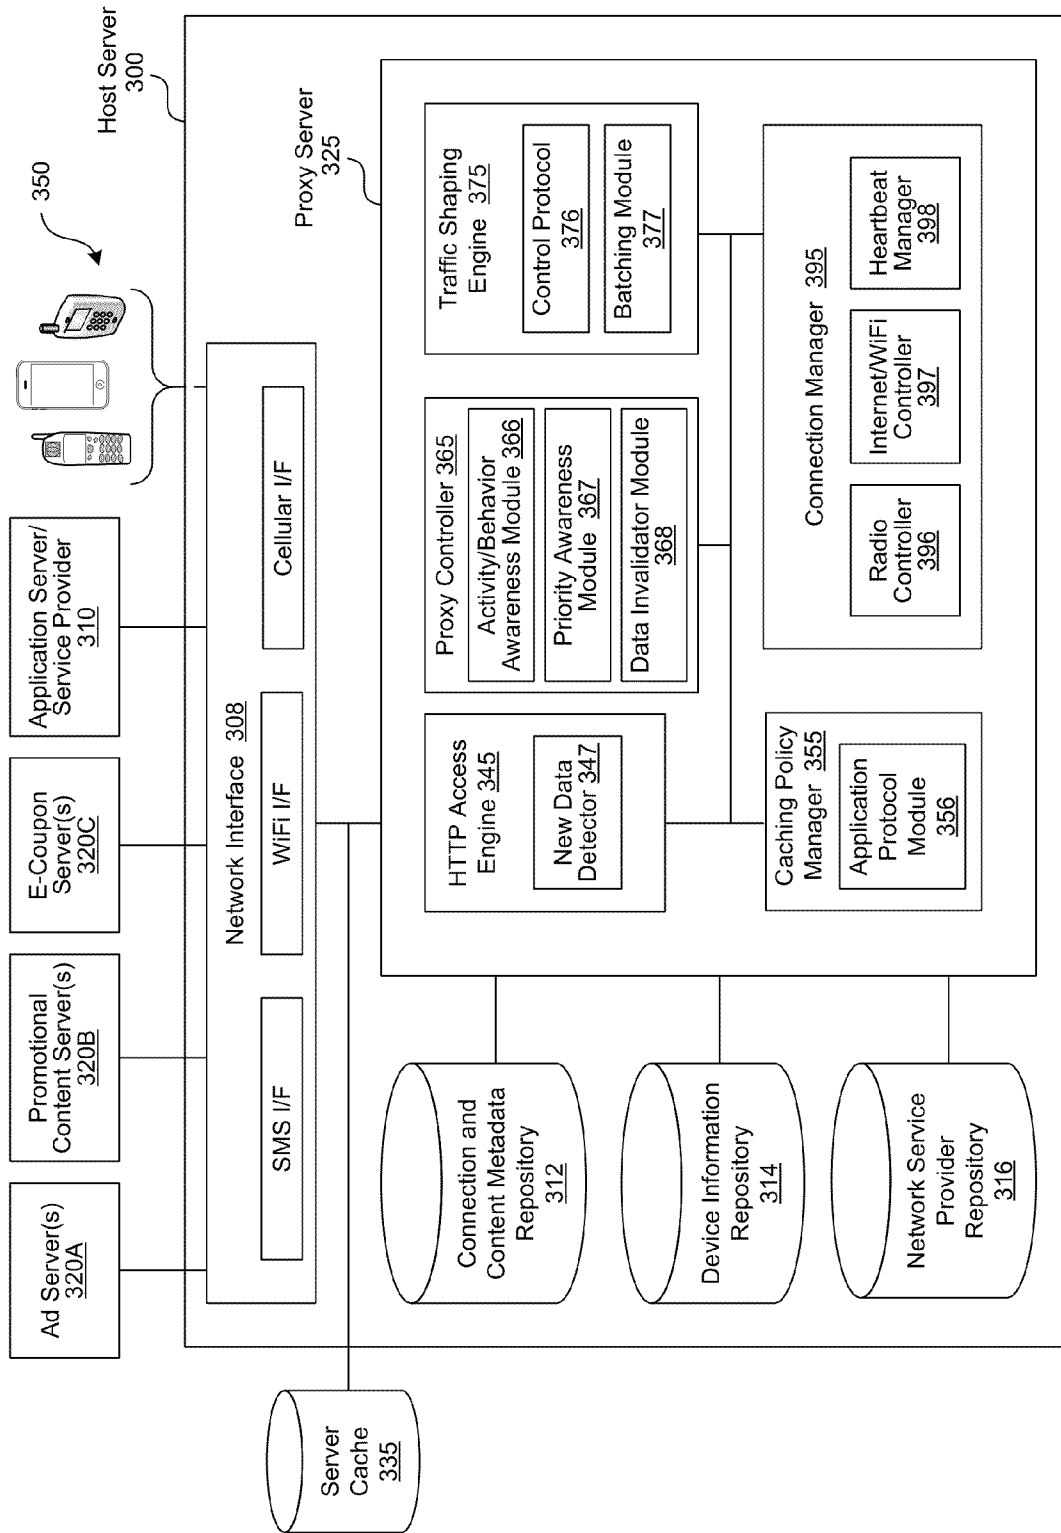 Ad Server(s)
320A
Promotional
Content Server(s)
320B
E-Coupon
Server(s)
320C
Application Server/
Service Provider
310
350
Host Server
300
Network Interface 308
SMS I/F
WiFi I/F
Cellular I/F
Server
Cache
335
Proxy Server
325
Connection and
Content Metadata
Repository
312
Device Information
Repository
314
Network Service
Provider
Repository
316
HTTP Access
Engine 345
New Data
Detector 347
Proxy Controller 365
Activity/Behavior
Awareness Module 366
Priority Awareness
Module 367
Data Invalidator Module
368
Traffic Shaping
Engine 375
Control Protocol
376
Batching Module
377
Caching Policy
Manager 355
Application
Protocol
Module
356
Connection Manager 395
Radio
Controller
396
Internet/WiFi
Controller
397
Heartbeat
Manager
398